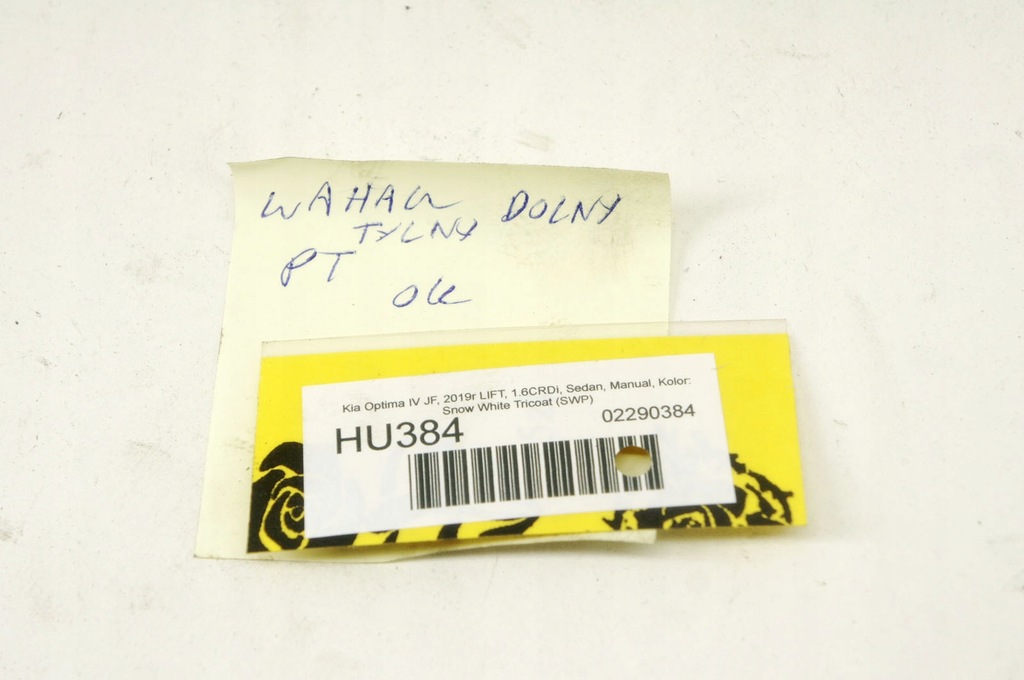 WAHACZ DOLNY
TYLNY
PT
OK
Kia Optima IV JF, 2019r LIFT, 1.6CRDi, Sedan, Manual, Kolor:
Snow White Tricoat (SWP)
HU384
02290384